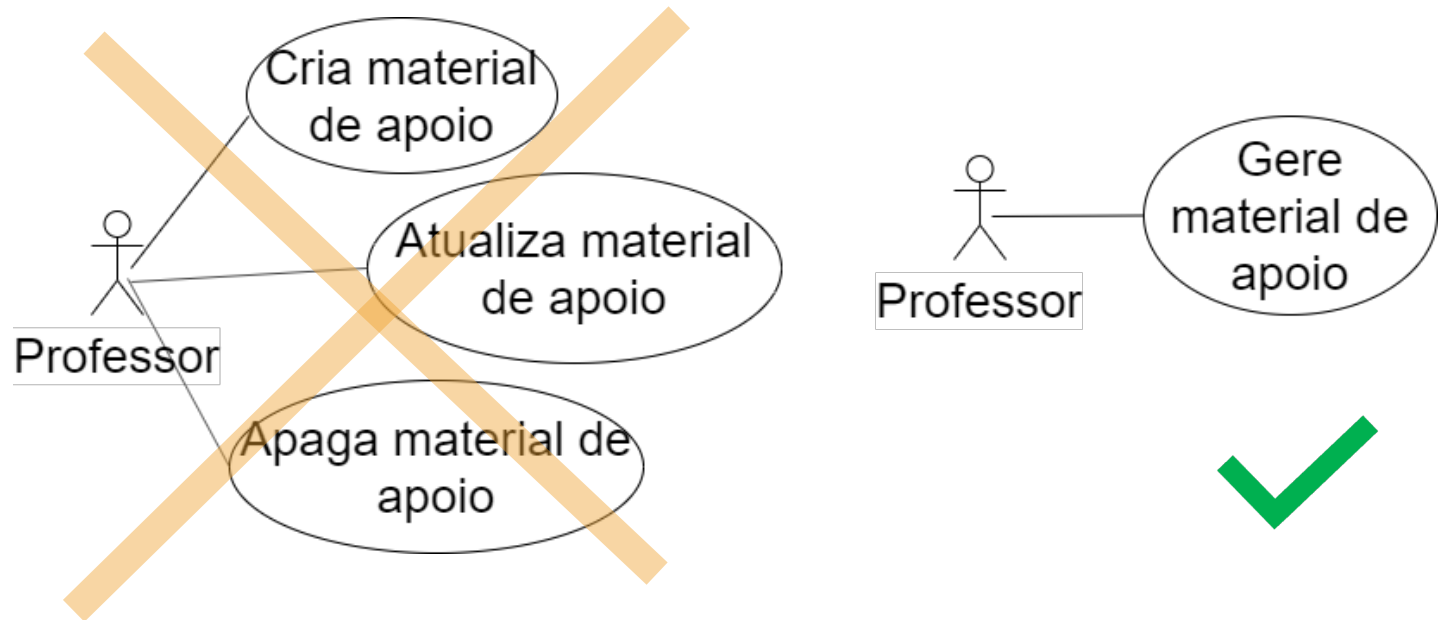 Cria material
de apoio
Atualiza material
de apoio
Professor
Apaga material de
apoio
Gere
material de
apoio
Professor